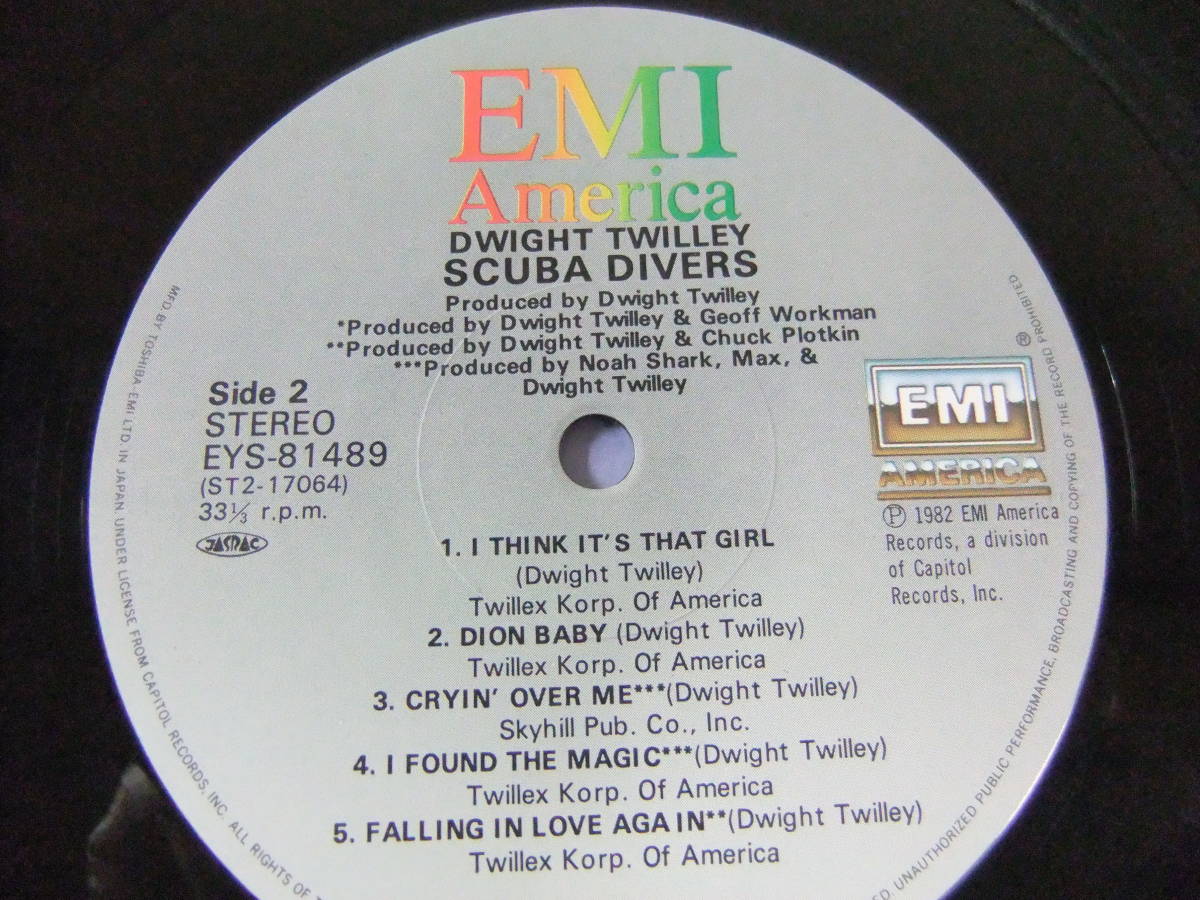 EMI
America
DWIGHT TWILLEY
SCUBA DIVERS
Produced by Dwight Twilley
*Produced by Dwight Twilley & Geoff Workman
**Produced by Dwight Twilley & Chuck Plotkin
***Produced by Noah Shark, Max, &
Dwight Twilley
Side 2
STEREO
EYS-81489
(ST2-17064)
33⅓ r.p.m.
JASRAC
®
EMI
AMERICA
Ⓟ 1982 EMI America
Records, a division
of Capitol
Records, Inc.
1. I THINK IT'S THAT GIRL
(Dwight Twilley)
Twillex Korp. Of America
2. DION BABY (Dwight Twilley)
Twillex Korp. Of America
3. CRYIN' OVER ME***(Dwight Twilley)
Skyhill Pub. Co., Inc.
4. I FOUND THE MAGIC***(Dwight Twilley)
Twillex Korp. Of America
5. FALLING IN LOVE AGAIN**(Dwight Twilley)
Twillex Korp. Of America
MFD BY TOSHIBA-EMI LTD. IN JAPAN UNDER LICENSE FROM CAPITOL RECORDS, INC. ALL RIGHTS OF
UNAUTHORIZED PUBLIC PERFORMANCE, BROADCASTING AND COPYING OF THE RECORD PROHIBITED